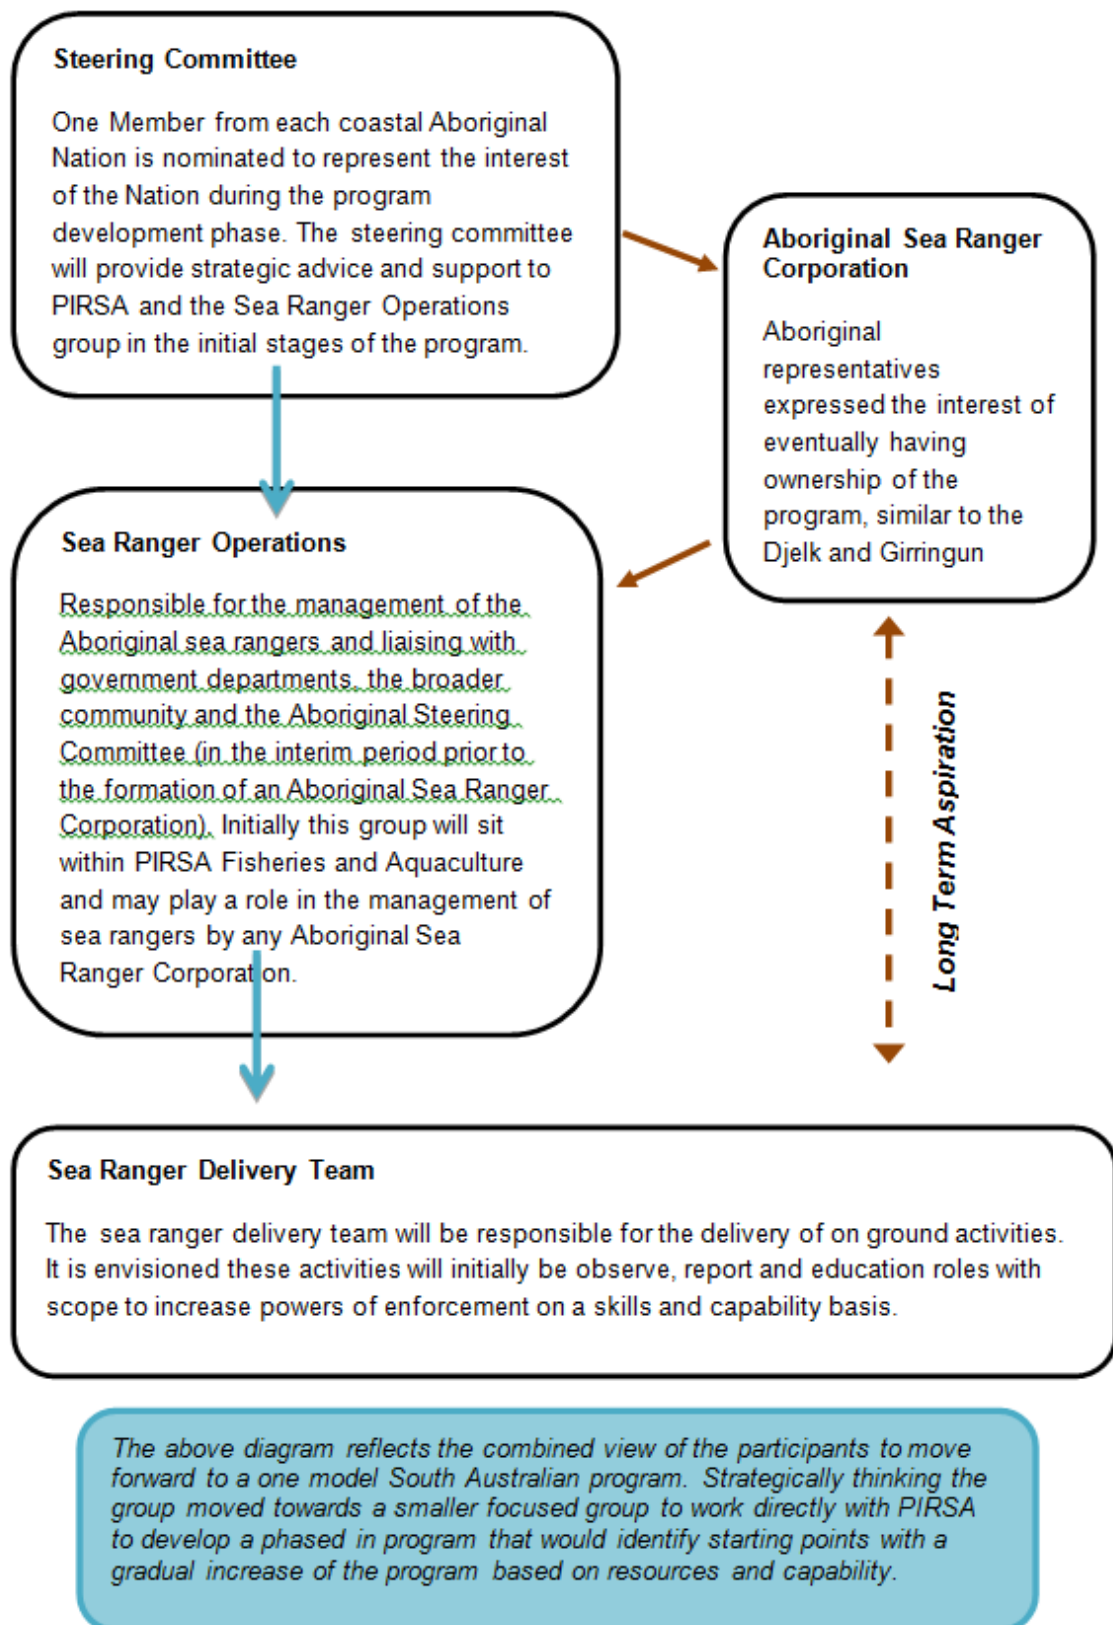 Steering Committee
One Member from each coastal Aboriginal
Nation is nominated to represent the interest
of the Nation during the program
development phase. The steering committee
will provide strategic advice and support to
PIRSA and the Sea Ranger Operations
group in the initial stages of the program.
Aboriginal Sea Ranger
Corporation
Aboriginal
representatives
expressed the interest of
eventually having
ownership of the
program, similar to the
Djelk and Girringun
Sea Ranger Operations
Responsible for the management of the
Aboriginal sea rangers and liaising with
government departments, the broader
community and the Aboriginal Steering
Committee (in the interim period prior to
the formation of an Aboriginal Sea Ranger
Corporation). Initially this group will sit
within PIRSA Fisheries and Aquaculture
and may play a role in the management of
sea rangers by any Aboriginal Sea
Ranger Corporation.
Long Term Aspiration
Sea Ranger Delivery Team
The sea ranger delivery team will be responsible for the delivery of on ground activities.
It is envisioned these activities will initially be observe, report and education roles with
scope to increase powers of enforcement on a skills and capability basis.
The above diagram reflects the combined view of the participants to move
forward to a one model South Australian program. Strategically thinking the
group moved towards a smaller focused group to work directly with PIRSA
to develop a phased in program that would identify starting points with a
gradual increase of the program based on resources and capability.